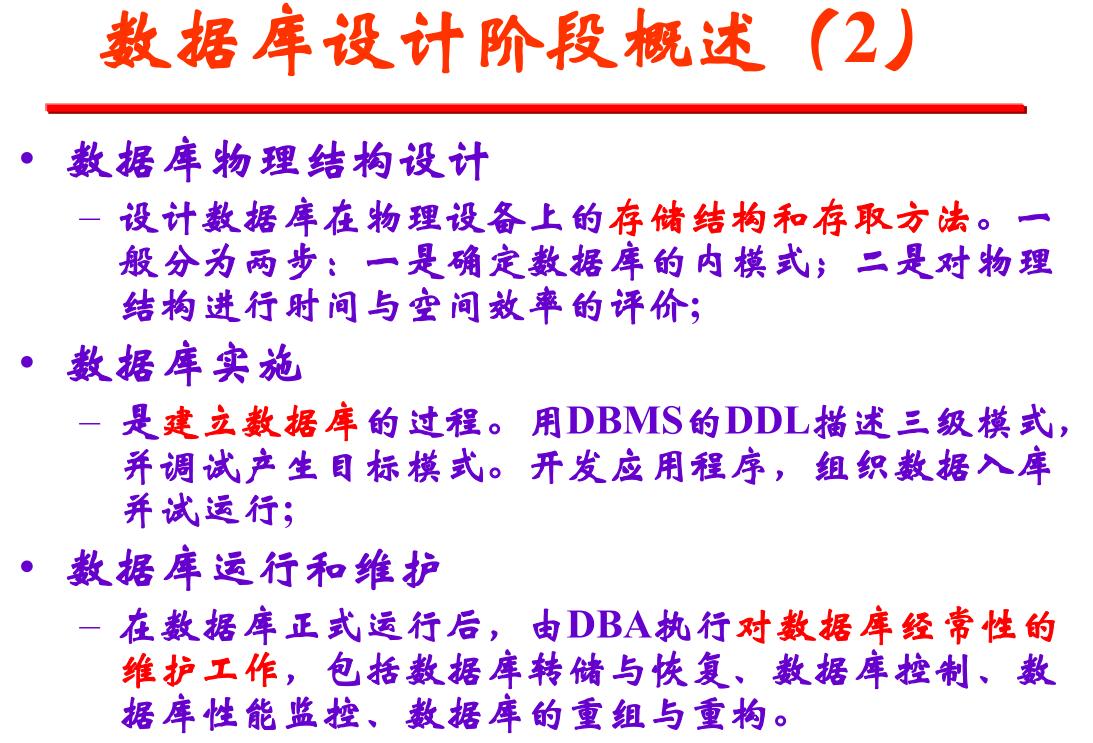 数据库设计阶段概述（2）
• 数据库物理结构设计
– 设计数据库在物理设备上的存储结构和存取方法。一
般分为两步：一是确定数据库的内模式；二是对物理
结构进行时间与空间效率的评价;
• 数据库实施
– 是建立数据库的过程。用DBMS的DDL描述三级模式，
并调试产生目标模式。开发应用程序，组织数据入库
并试运行;
• 数据库运行和维护
– 在数据库正式运行后，由DBA执行对数据库经常性的
维护工作，包括数据库转储与恢复、数据库控制、数
据库性能监控、数据库的重组与重构。